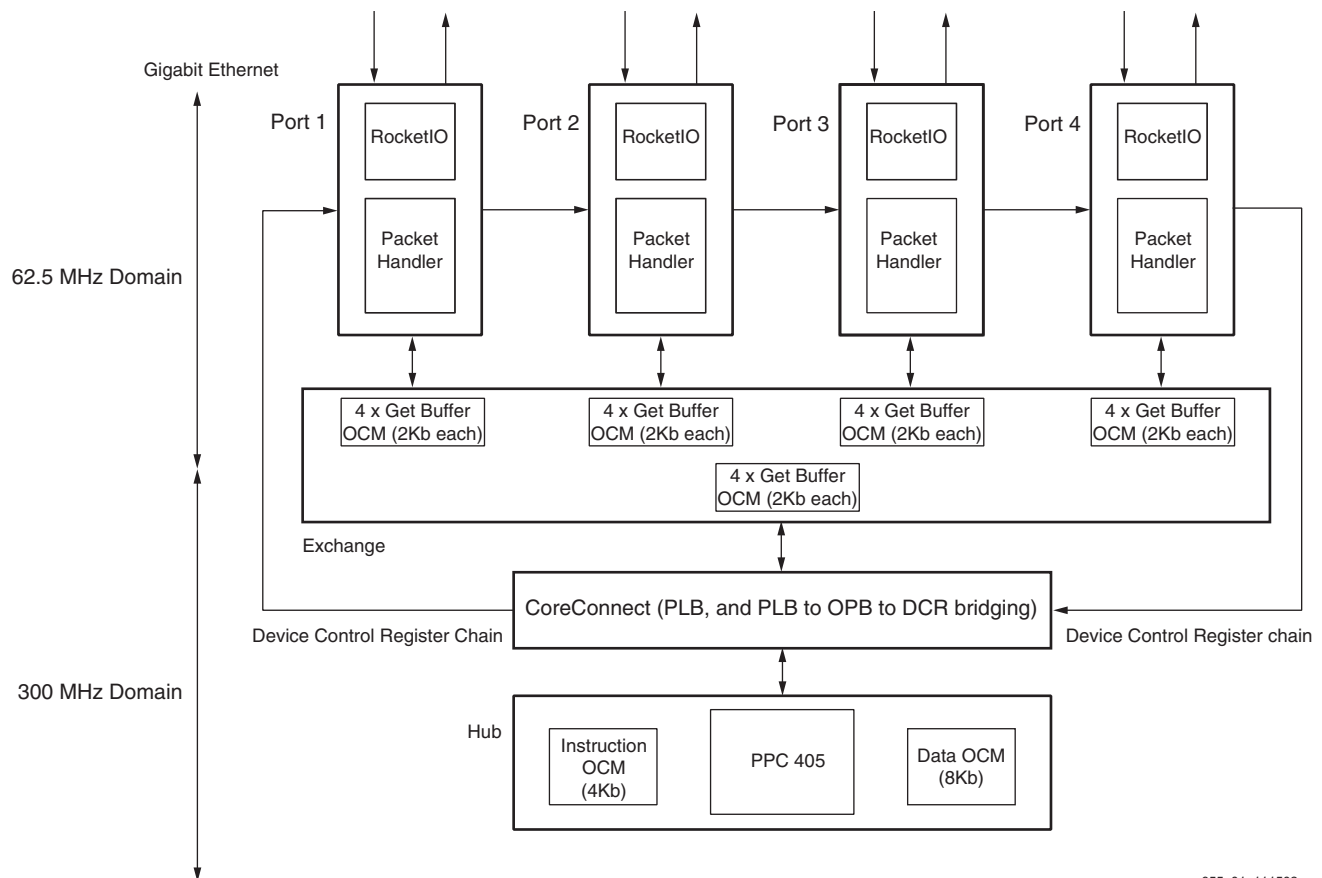 Gigabit Ethernet
Port 1
RocketIO
Packet
Handler
Port 2
RocketIO
Packet
Handler
Port 3
RocketIO
Packet
Handler
Port 4
RocketIO
Packet
Handler
62.5 MHz Domain
4 x Get Buffer
OCM (2Kb each)
4 x Get Buffer
OCM (2Kb each)
4 x Get Buffer
OCM (2Kb each)
4 x Get Buffer
OCM (2Kb each)
4 x Get Buffer
OCM (2Kb each)
Exchange
CoreConnect (PLB, and PLB to OPB to DCR bridging)
Device Control Register Chain
Device Control Register chain
300 MHz Domain
Hub
Instruction
OCM
(4Kb)
PPC 405
Data OCM
(8Kb)